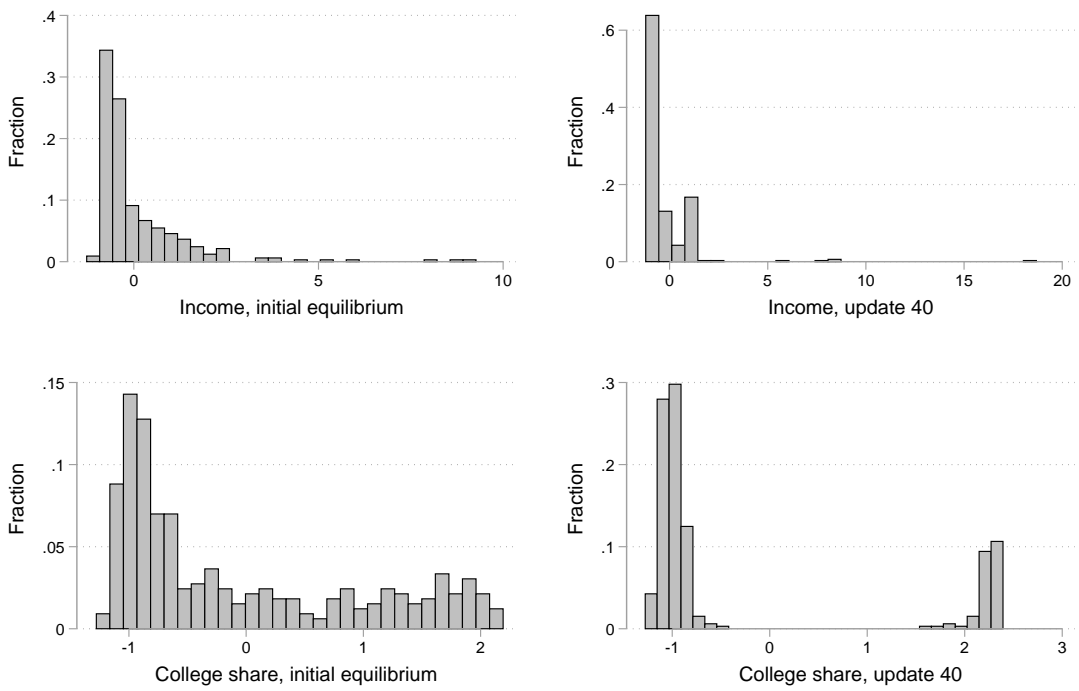 .4
.3
.2
.1
0
Fraction
0 5 10
Income, initial equilibrium
.6
.4
.2
0
Fraction
0 5 10 15 20
Income, update 40
.15
.1
.05
0
Fraction
-1 0 1 2
College share, initial equilibrium
.3
.2
.1
0
Fraction
-1 0 1 2 3
College share, update 40